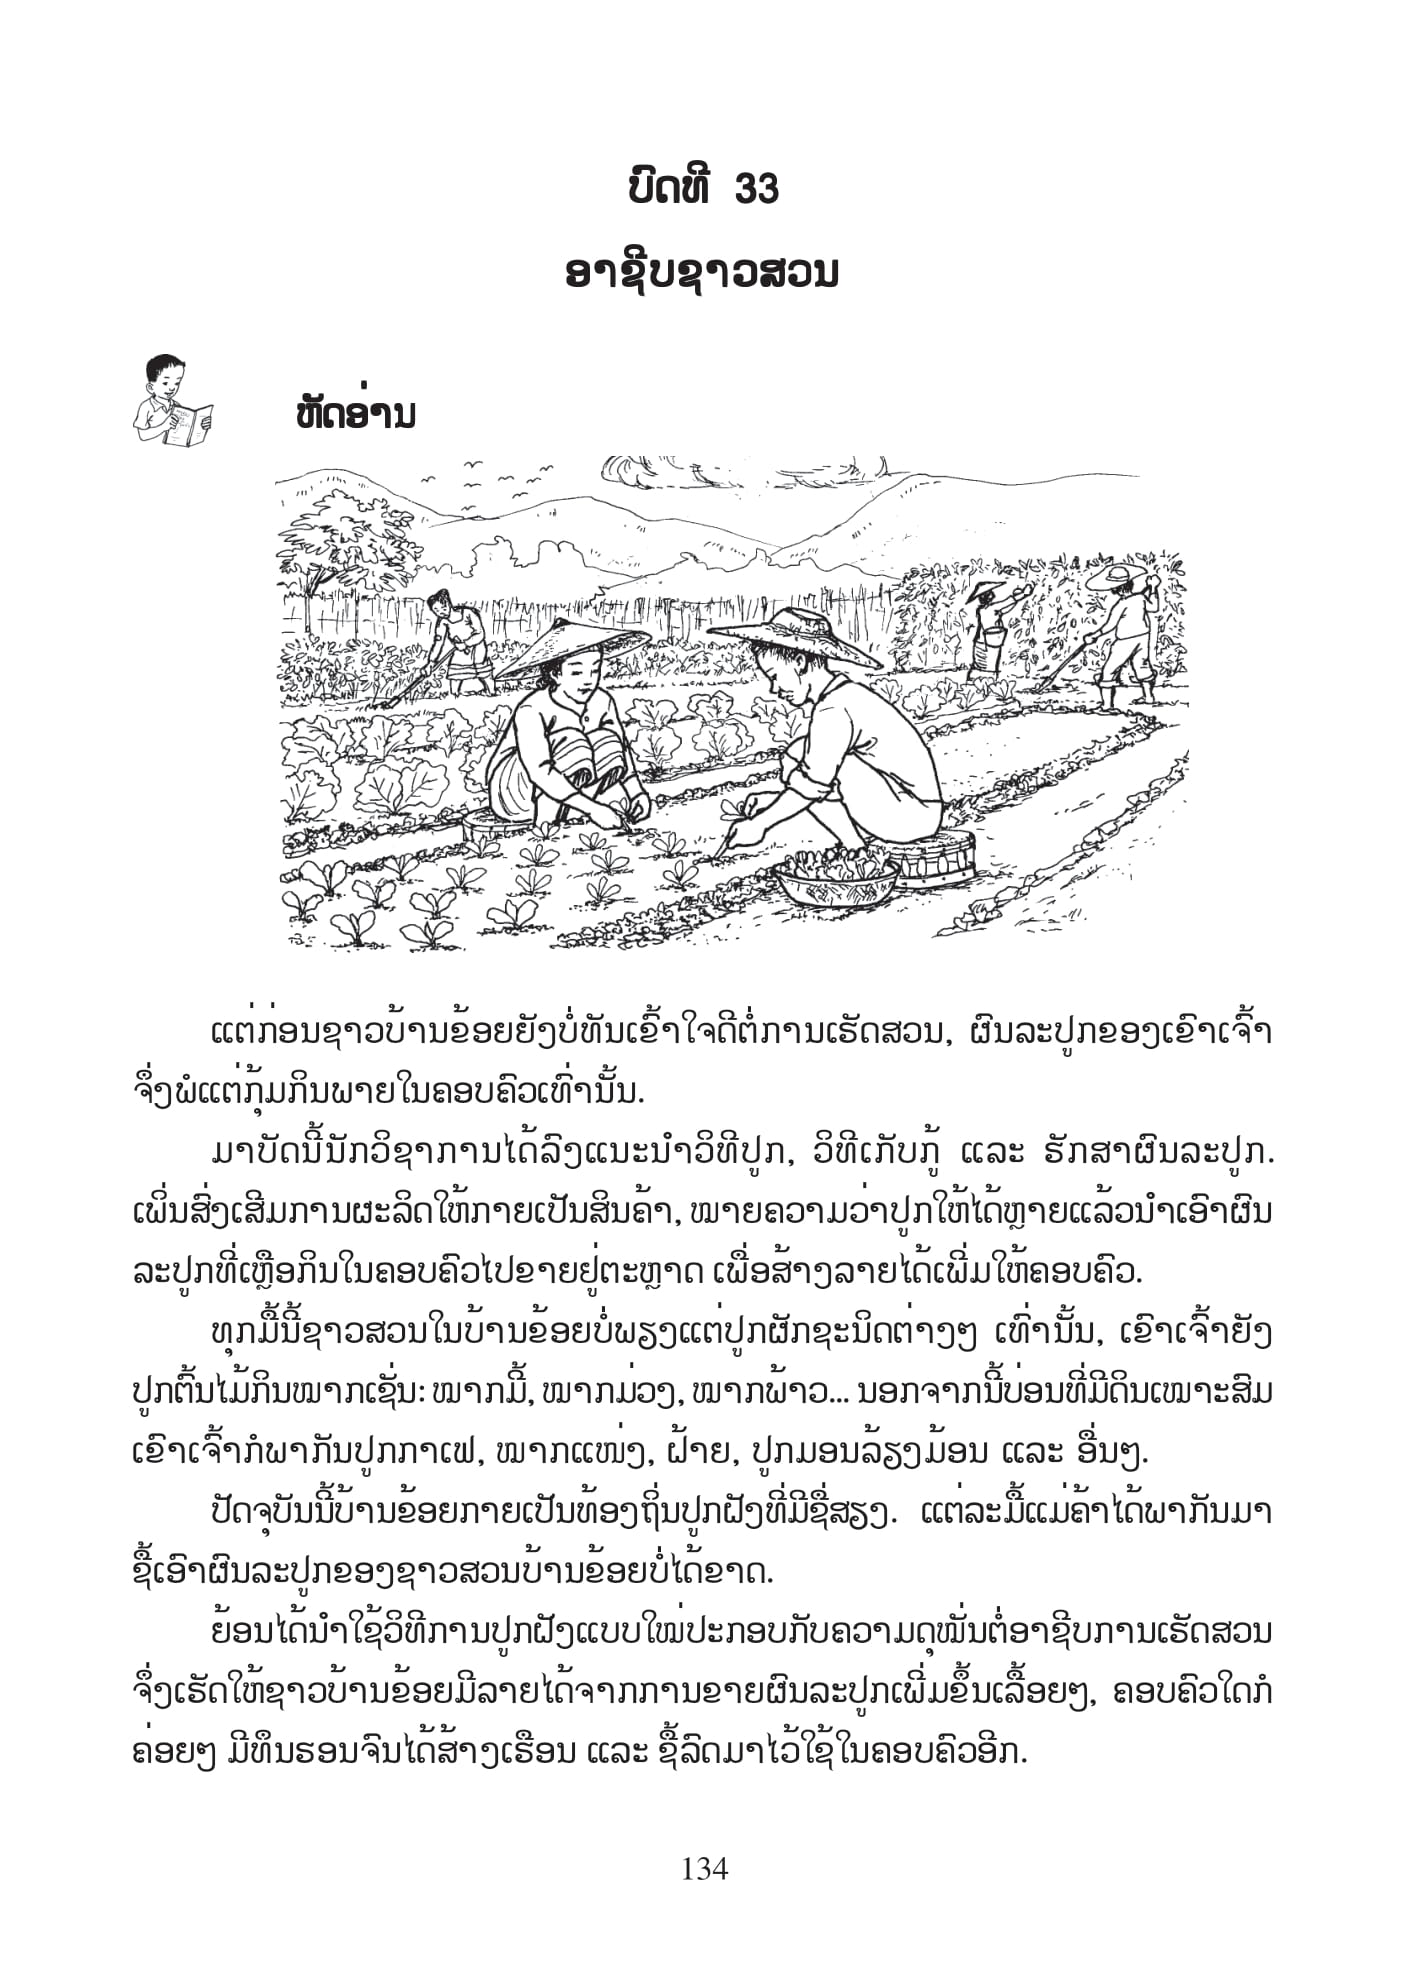 ບົດທີ 33
ອາຊີບຊາວສວນ
ຫັດອ່ານ
ແຕ່ກ່ອນຊາວບ້ານຂ້ອຍຍັງບໍ່ທັນເຂົ້າໃຈດີຕໍ່ການເຮັດສວນ, ຜົນລະປູກຂອງເຂົາເຈົ້າ
ຈຶ່ງພໍແຕ່ກຸ້ມກິນພາຍໃນຄອບຄົວເທົ່ານັ້ນ.
ມາບັດນີ້ນັກວິຊາການໄດ້ລົງແນະນຳວິທີປູກ, ວິທີເກັບກູ້ ແລະ ຮັກສາຜົນລະປູກ.
ເພິ່ນສົ່ງເສີມການຜະລິດໃຫ້ກາຍເປັນສິນຄ້າ, ໝາຍຄວາມວ່າປູກໃຫ້ໄດ້ຫຼາຍແລ້ວນຳເອົາຜົນ
ລະປູກທີ່ເຫຼືອກິນໃນຄອບຄົວໄປຂາຍຢູ່ຕະຫຼາດ ເພື່ອສ້າງລາຍໄດ້ເພີ່ມໃຫ້ຄອບຄົວ.
ທຸກມື້ນີ້ຊາວສວນໃນບ້ານຂ້ອຍບໍ່ພຽງແຕ່ປູກຜັກຊະນິດຕ່າງໆ ເທົ່ານັ້ນ, ເຂົາເຈົ້າຍັງ
ປູກຕົ້ນໄມ້ກິນໝາກເຊັ່ນ: ໝາກມີ້, ໝາກມ່ວງ, ໝາກພ້າວ... ນອກຈາກນີ້ບ່ອນທີ່ມີດິນເໝາະສົມ
ເຂົາເຈົ້າກໍພາກັນປູກກາເຟ, ໝາກແໜ່ງ, ຝ້າຍ, ປູກມອນລ້ຽງມ້ອນ ແລະ ອື່ນໆ.
ປັດຈຸບັນນີ້ບ້ານຂ້ອຍກາຍເປັນທ້ອງຖິ່ນປູກຝັງທີ່ມີຊື່ສຽງ. ແຕ່ລະມື້ແມ່ຄ້າໄດ້ພາກັນມາ
ຊື້ເອົາຜົນລະປູກຂອງຊາວສວນບ້ານຂ້ອຍບໍ່ໄດ້ຂາດ.
ຍ້ອນໄດ້ນຳໃຊ້ວິທີການປູກຝັງແບບໃໝ່ປະກອບກັບຄວາມດຸໝັ່ນຕໍ່ອາຊີບການເຮັດສວນ
ຈຶ່ງເຮັດໃຫ້ຊາວບ້ານຂ້ອຍມີລາຍໄດ້ຈາກການຂາຍຜົນລະປູກເພີ່ມຂຶ້ນເລື້ອຍໆ, ຄອບຄົວໃດກໍ
ຄ່ອຍໆ ມີທຶນຮອນຈົນໄດ້ສ້າງເຮືອນ ແລະ ຊື້ລົດມາໄວ້ໃຊ້ໃນຄອບຄົວອີກ.
134